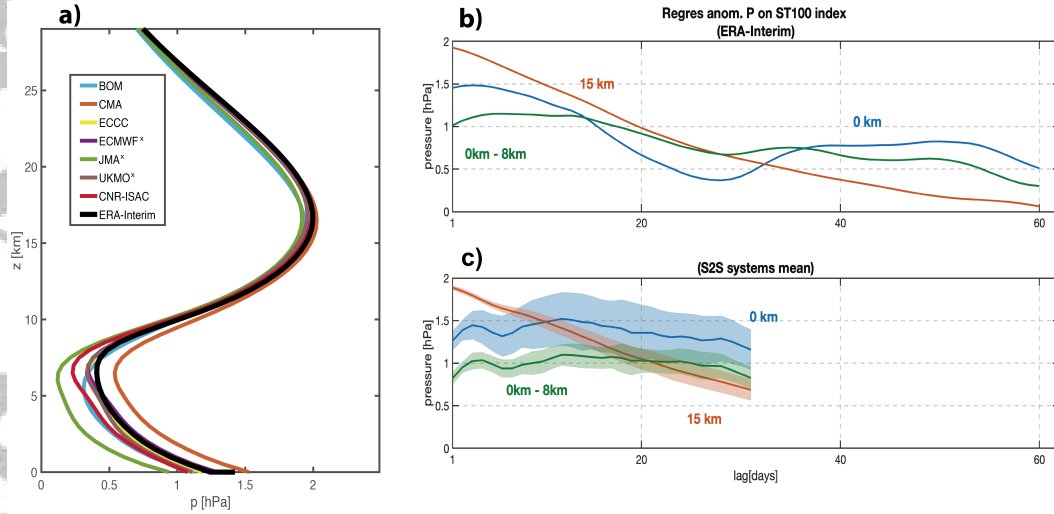 a)
25
20
15
10
5
0
z [km]
BOM
CMA
ECCC
ECMWFˣ
JMAˣ
UKMOˣ
CNR-ISAC
ERA-Interim
0 0.5 1 1.5 2
p [hPa]
b)
Regres anom. P on ST100 index
(ERA-Interim)
2
1.5
1
0.5
0
pressure [hPa]
15 km
0 km
0km - 8km
1 20 40 60
c)
(S2S systems mean)
2
1.5
1
0.5
0
pressure [hPa]
0 km
0km - 8km
15 km
1 20 40 60
lag[days]